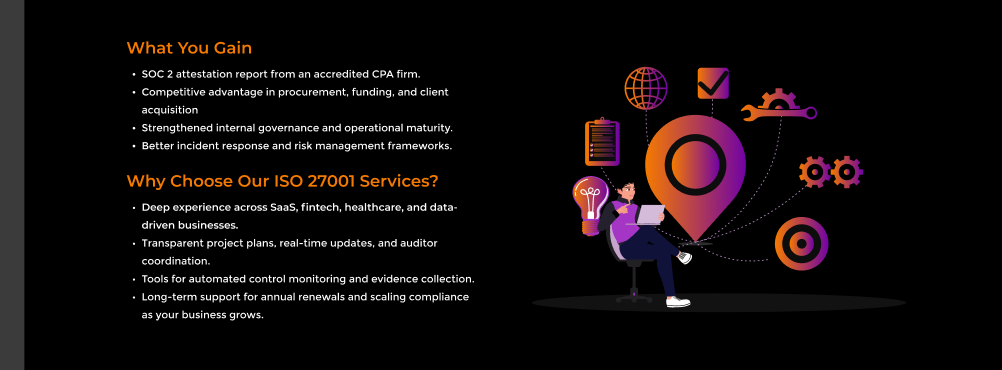 What You Gain
• SOC 2 attestation report from an accredited CPA firm.
• Competitive advantage in procurement, funding, and client
acquisition
• Strengthened internal governance and operational maturity.
• Better incident response and risk management frameworks.
Why Choose Our ISO 27001 Services?
• Deep experience across SaaS, fintech, healthcare, and data-
driven businesses.
• Transparent project plans, real-time updates, and auditor
coordination.
• Tools for automated control monitoring and evidence collection.
• Long-term support for annual renewals and scaling compliance
as your business grows.